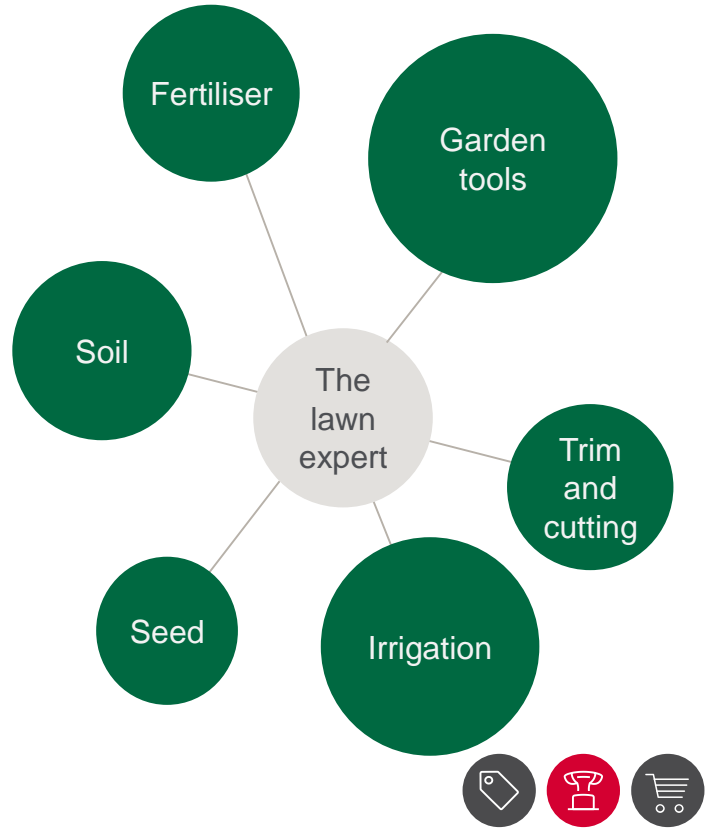 Fertiliser
Garden
tools
Soil
The
lawn
expert
Trim
and
cutting
Seed
Irrigation